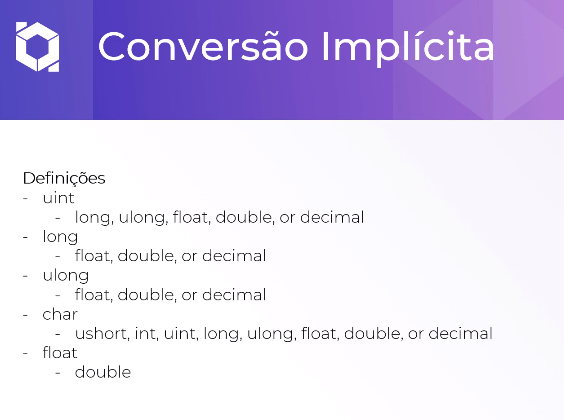 Conversão Implícita
Definições
- uint
- long, ulong, float, double, or decimal
- long
- float, double, or decimal
- ulong
- float, double, or decimal
- char
- ushort, int, uint, long, ulong, float, double, or decimal
- float
- double